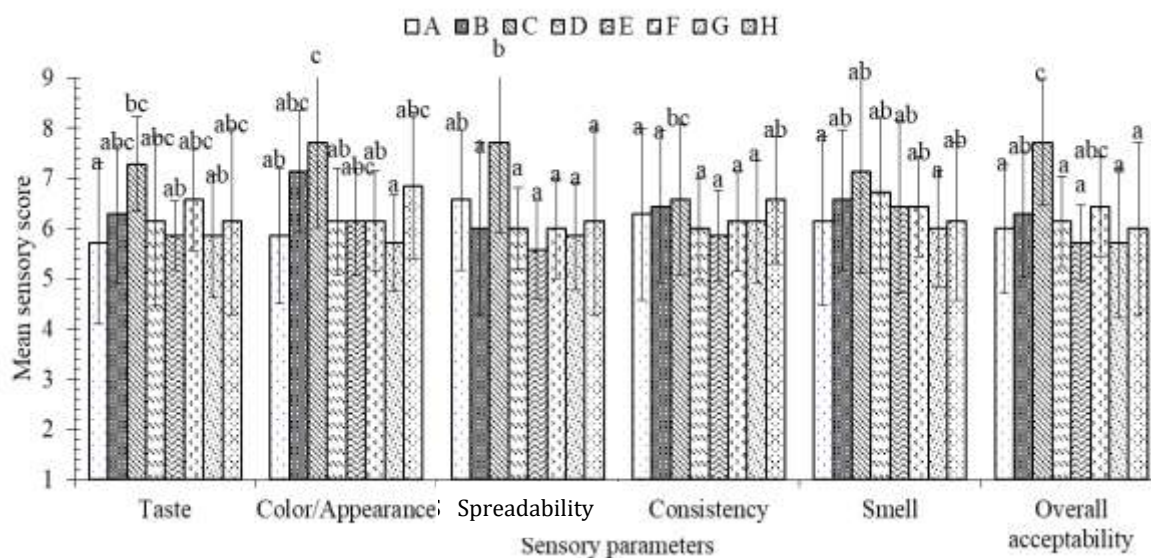 A B C D E F G H
Mean sensory score
9
8
7
6
5
4
3
2
1
a abc bc abc ab abc ab abc
ab abc c ab abc ab a abc
ab a b a a a a a
a a bc a a a a ab
a ab ab ab ab ab a ab
a ab c a a abc a a
Taste Color/Appearance Spreadability Consistency Smell Overall
acceptability
Sensory parameters